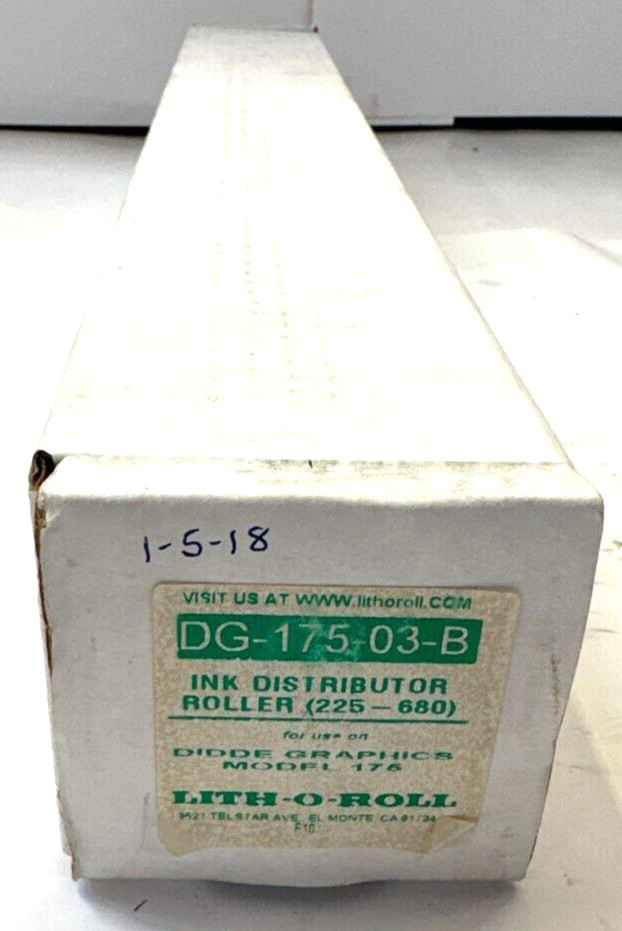 1-5-18
VISIT US AT WWW.lithoroll.COM
DG-175-03-B
INK DISTRIBUTOR
ROLLER (225 – 680)
for use on
DIDDE GRAPHICS
MODEL 175
LITH-O-ROLL
9521 TELSTAR AVE. EL MONTE CA 91734